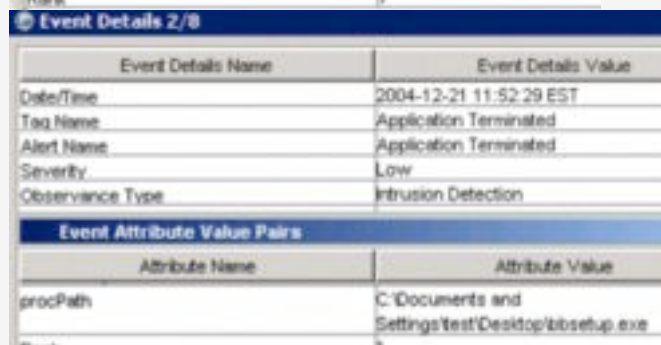 Event Details 2/8
Event Details Name Event Details Value
Date/Time 2004-12-21 11:52:29 EST
Tag Name Application Terminated
Alert Name Application Terminated
Severity Low
Observance Type Intrusion Detection
Event Attribute Value Pairs
Attribute Name Attribute Value
procPath C:\Documents and
Settings\test\Desktop\bbsetup.exe